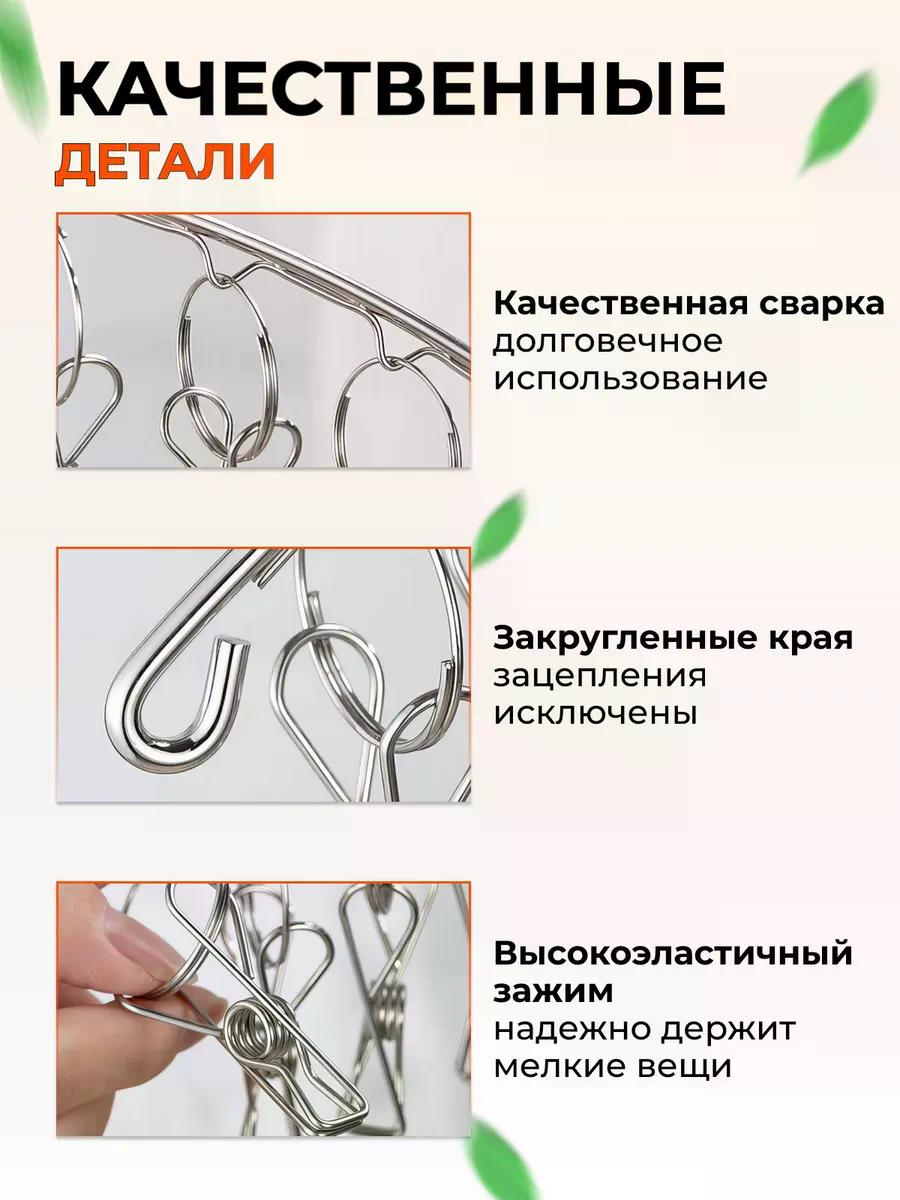 КАЧЕСТВЕННЫЕ
ДЕТАЛИ
Качественная сварка
долговечное
использование
Закругленные края
зацепления
исключены
Высокоэластичный
зажим
надежно держит
мелкие вещи